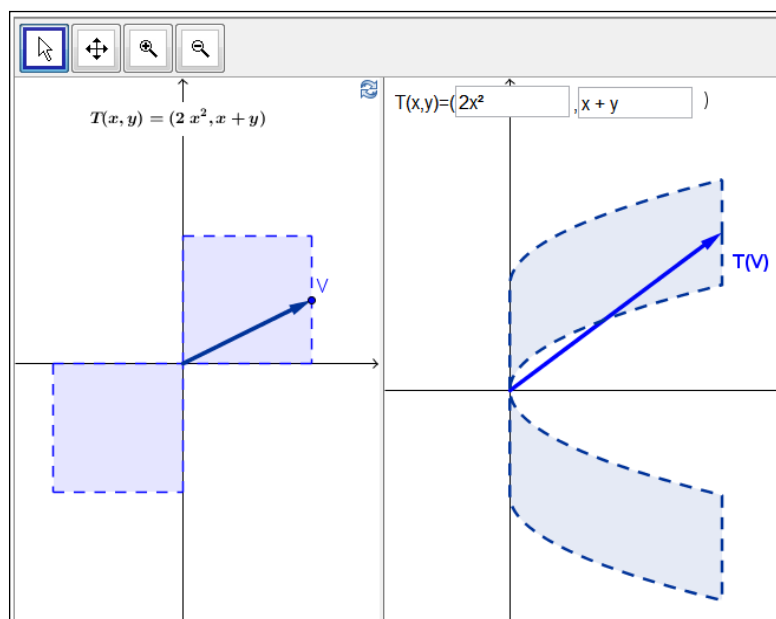 T(x, y) = (2 x², x + y)
V
T(x,y)=( 2x² , x + y )
T(V)